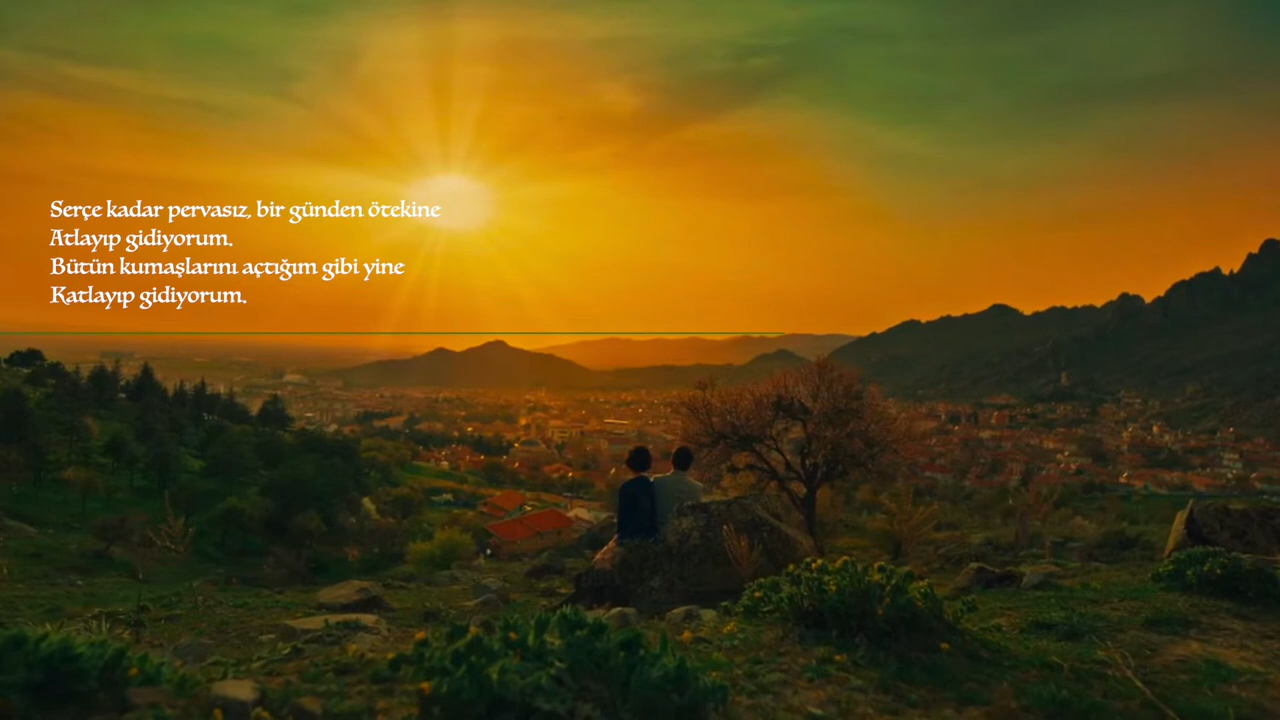 Serçe kadar pervasız, bir günden ötekine
Atlayıp gidiyorum.
Bütün kumaşlarını açtığım gibi yine
Katlayıp gidiyorum.